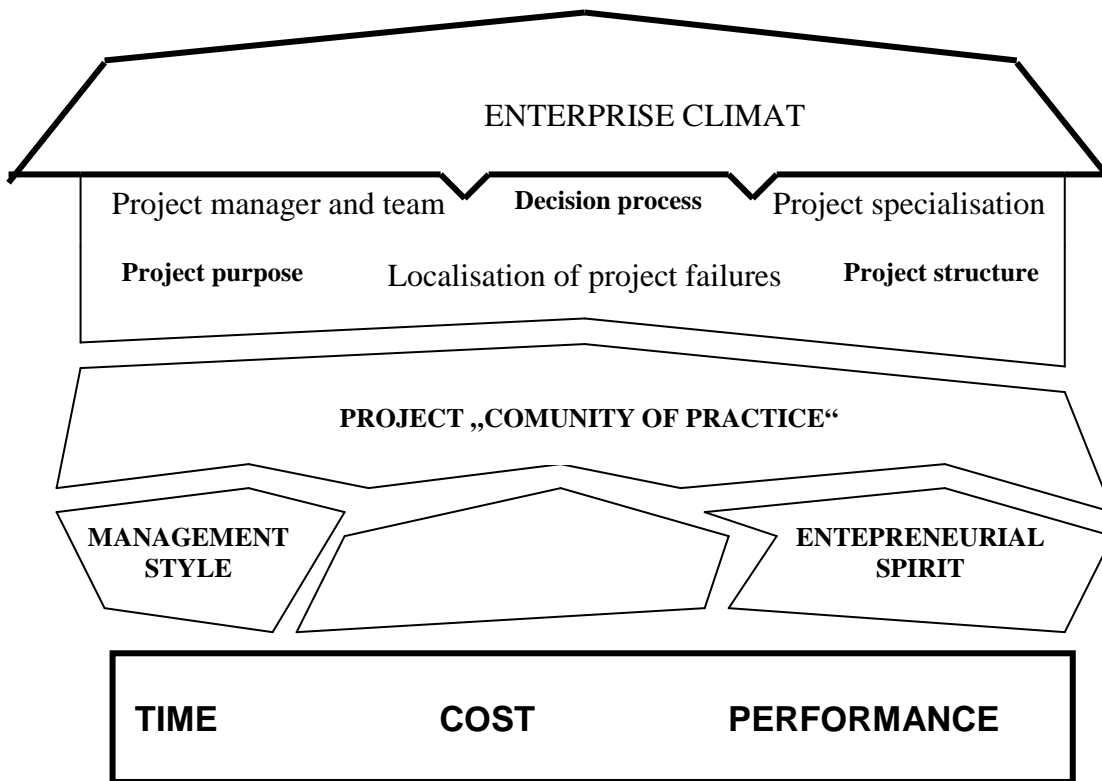 ENTERPRISE CLIMAT
Project manager and team Decision process Project specialisation
Project purpose Localisation of project failures Project structure
PROJECT „COMUNITY OF PRACTICE“
MANAGEMENT
STYLE
ENTEPRENEURIAL
SPIRIT
TIME COST PERFORMANCE